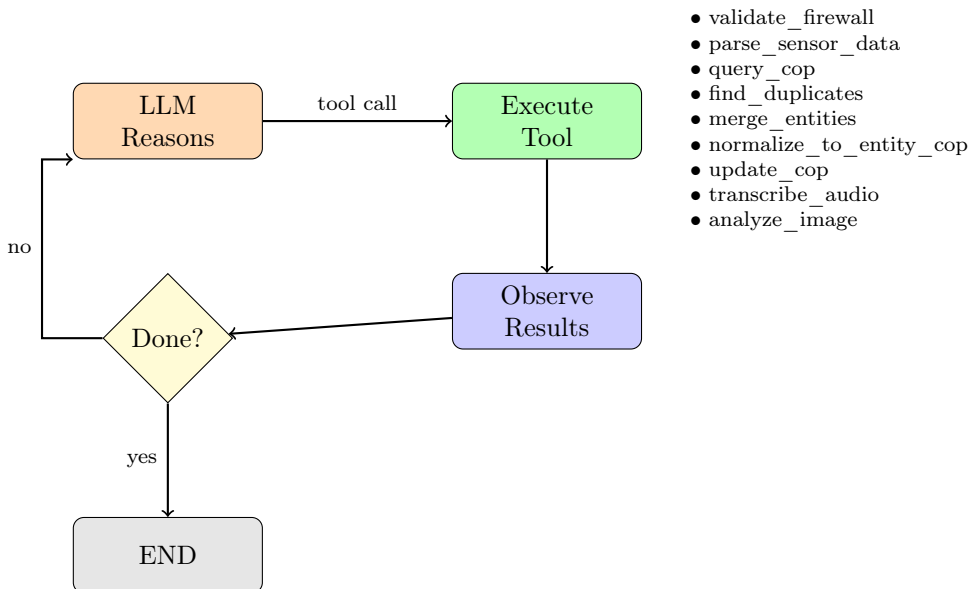 • validate_firewall
• parse_sensor_data
• query_cop
• find_duplicates
• merge_entities
• normalize_to_entity_cop
• update_cop
• transcribe_audio
• analyze_image
LLM
Reasons
tool call
Execute
Tool
no
Observe
Results
Done?
yes
END